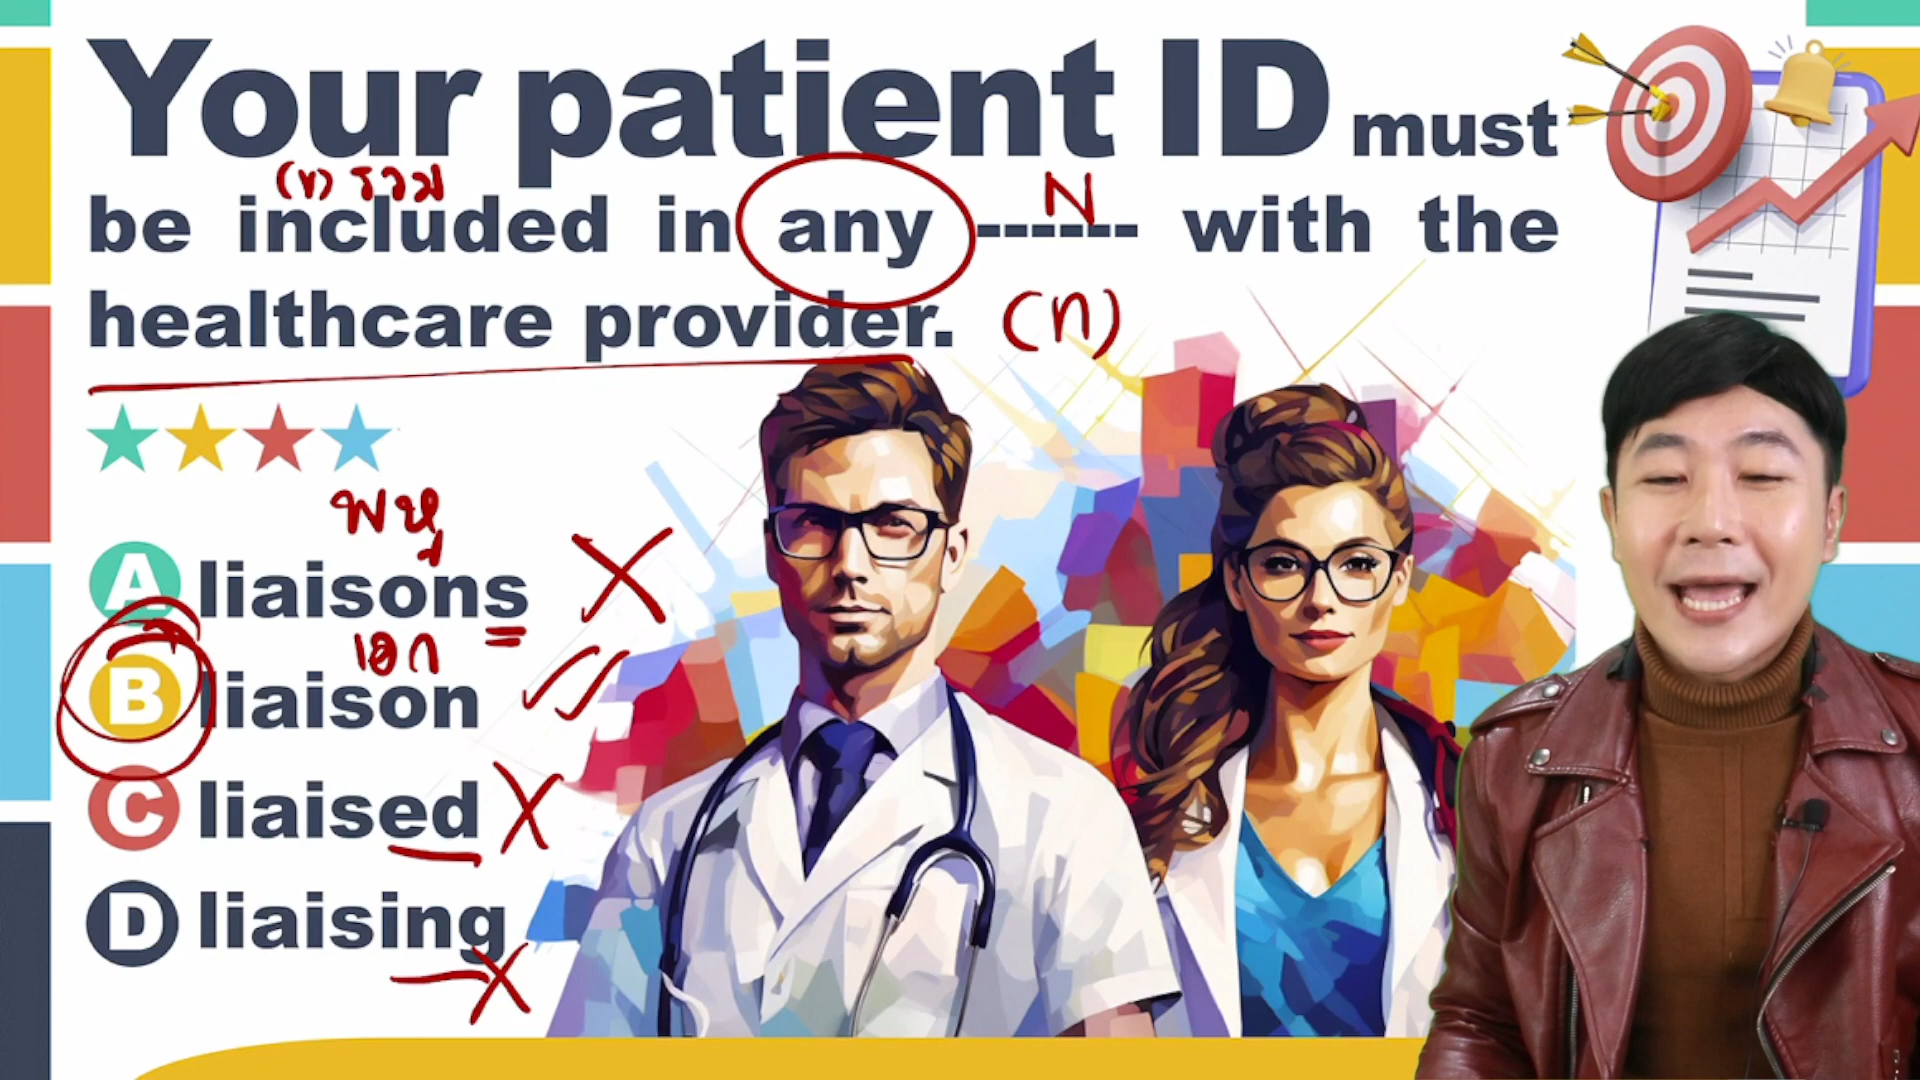 Your patient ID must
(v) รวม
N
be included in any ------ with the
healthcare provider. (n)
พหู
A liaisons
เอก
B liaison
C liaised
D liaising